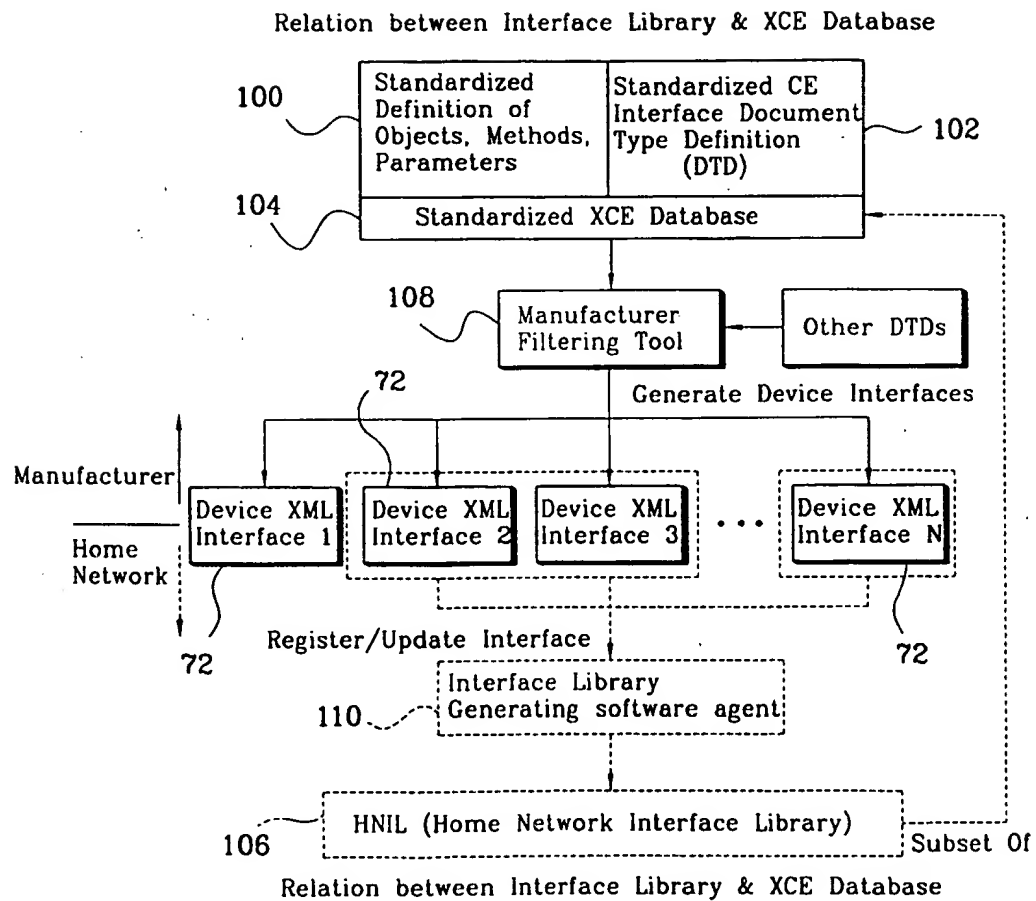 Relation between Interface Library & XCE Database
100
Standardized
Definition of
Objects, Methods,
Parameters
Standardized CE
Interface Document
Type Definition
(DTD)
102
104
Standardized XCE Database
108
Manufacturer
Filtering Tool
Other DTDs
72
Generate Device Interfaces
Manufacturer
Device XML
Interface 1
Device XML
Interface 2
Device XML
Interface 3
Device XML
Interface N
Home
Network
72
Register/Update Interface
72
Interface Library
Generating software agent
110
HNIL (Home Network Interface Library)
106
Subset Of
Relation between Interface Library & XCE Database